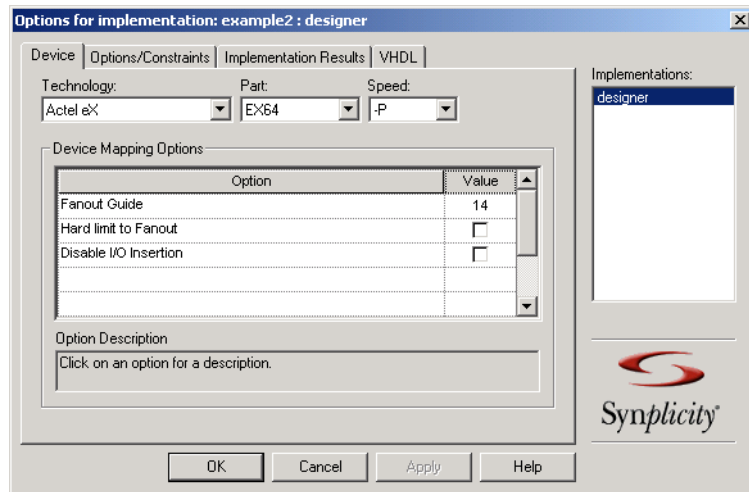 Options for implementation: example2 : designer
Device Options/Constraints Implementation Results VHDL
Technology: Part: Speed:
Actel eX EX64 -P
Implementations:
designer
Device Mapping Options
Option Value
Fanout Guide 14
Hard limit to Fanout
Disable I/O Insertion
Option Description
Click on an option for a description.
Synplicity®
OK Cancel Apply Help